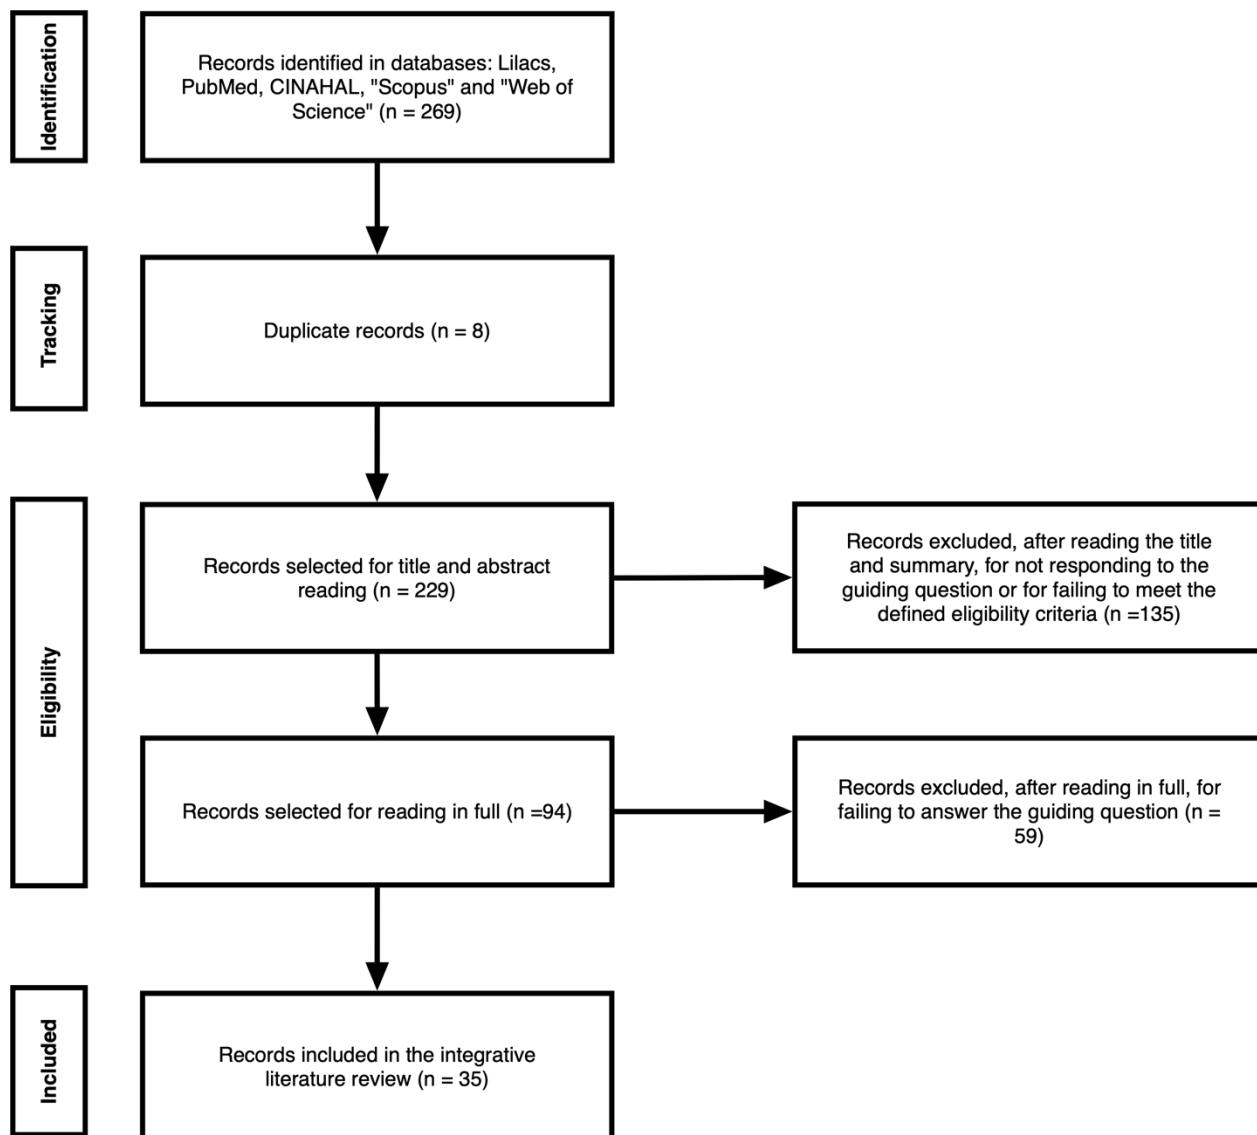 Identification
Records identified in databases: Lilacs,
PubMed, CINAHAL, "Scopus" and "Web of
Science" (n = 269)
Tracking
Duplicate records (n = 8)
Eligibility
Records selected for title and abstract
reading (n = 229)
Records excluded, after reading the title
and summary, for not responding to the
guiding question or for failing to meet the
defined eligibility criteria (n =135)
Records selected for reading in full (n =94)
Records excluded, after reading in full, for
failing to answer the guiding question (n =
59)
Included
Records included in the integrative
literature review (n = 35)